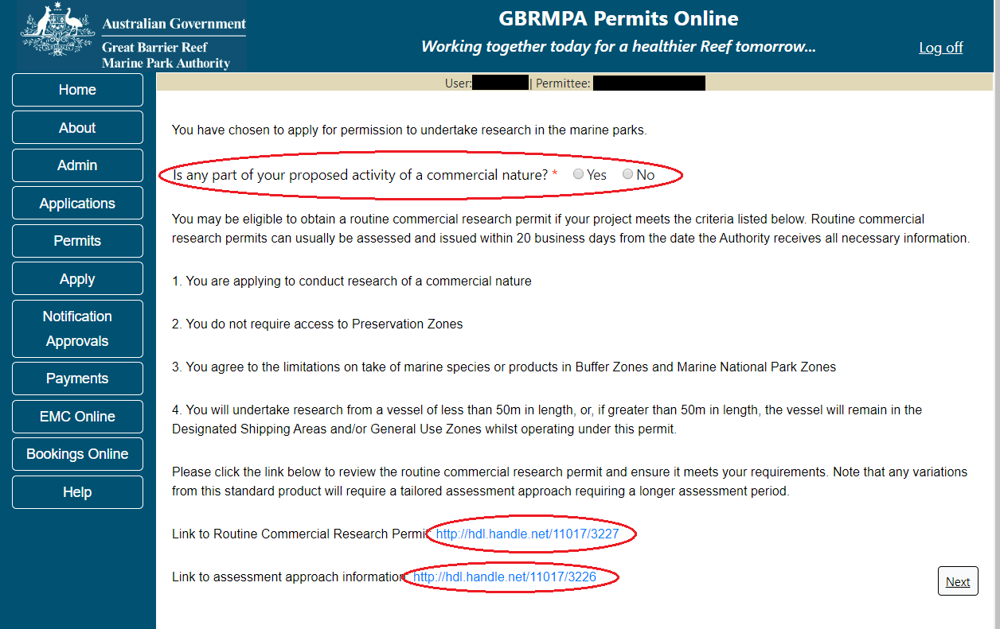 Australian Government
Great Barrier Reef
Marine Park Authority
GBRMPA Permits Online
Working together today for a healthier Reef tomorrow...
Log off
Home
About
Admin
Applications
Permits
Apply
Notification
Approvals
Payments
EMC Online
Bookings Online
Help
User: | Permittee:
You have chosen to apply for permission to undertake research in the marine parks.
Is any part of your proposed activity of a commercial nature? * Yes No
You may be eligible to obtain a routine commercial research permit if your project meets the criteria listed below. Routine commercial
research permits can usually be assessed and issued within 20 business days from the date the Authority receives all necessary information.
1. You are applying to conduct research of a commercial nature
2. You do not require access to Preservation Zones
3. You agree to the limitations on take of marine species or products in Buffer Zones and Marine National Park Zones
4. You will undertake research from a vessel of less than 50m in length, or, if greater than 50m in length, the vessel will remain in the
Designated Shipping Areas and/or General Use Zones whilst operating under this permit.
Please click the link below to review the routine commercial research permit and ensure it meets your requirements. Note that any variations
from this standard product will require a tailored assessment approach requiring a longer assessment period.
Link to Routine Commercial Research Permit http://hdl.handle.net/11017/3227
Link to assessment approach information http://hdl.handle.net/11017/3226
Next